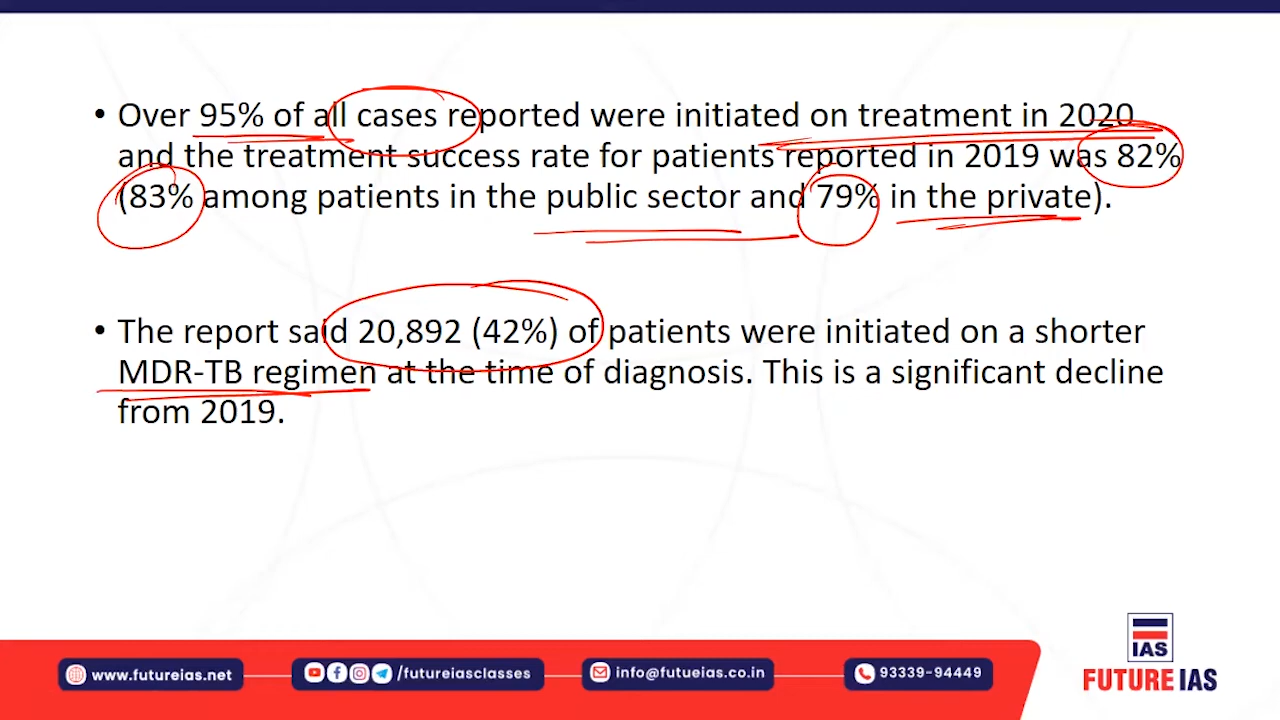 • Over 95% of all cases reported were initiated on treatment in 2020
and the treatment success rate for patients reported in 2019 was 82%
(83% among patients in the public sector and 79% in the private).
• The report said 20,892 (42%) of patients were initiated on a shorter
MDR-TB regimen at the time of diagnosis. This is a significant decline
from 2019.
IAS
www.futureias.net
/futureiasclasses
info@futueias.co.in
93339-94449
FUTURE IAS